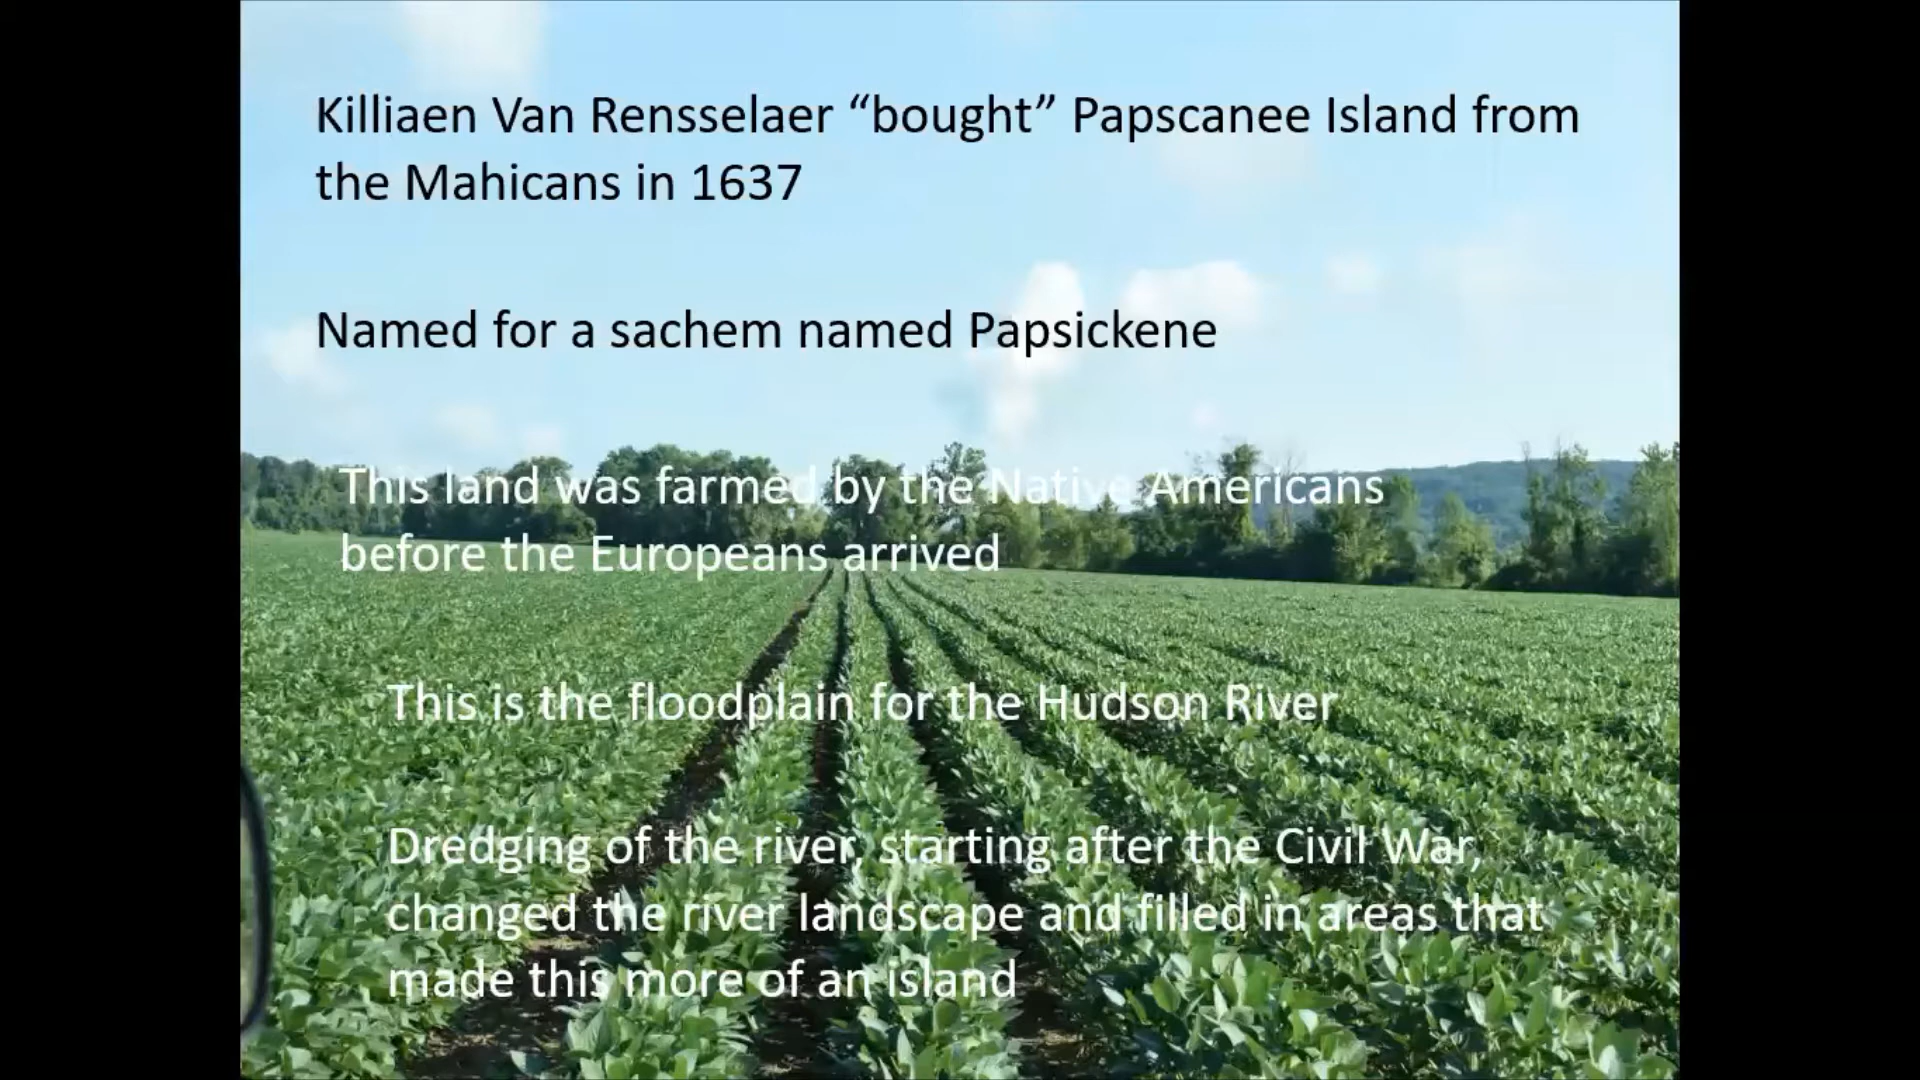 Killiaen Van Rensselaer “bought” Papscanee Island from
the Mahicans in 1637
Named for a sachem named Papsickene
This land was farmed by the Native Americans
before the Europeans arrived
This is the floodplain for the Hudson River
Dredging of the river, starting after the Civil War,
changed the river landscape and filled in areas that
made this more of an island